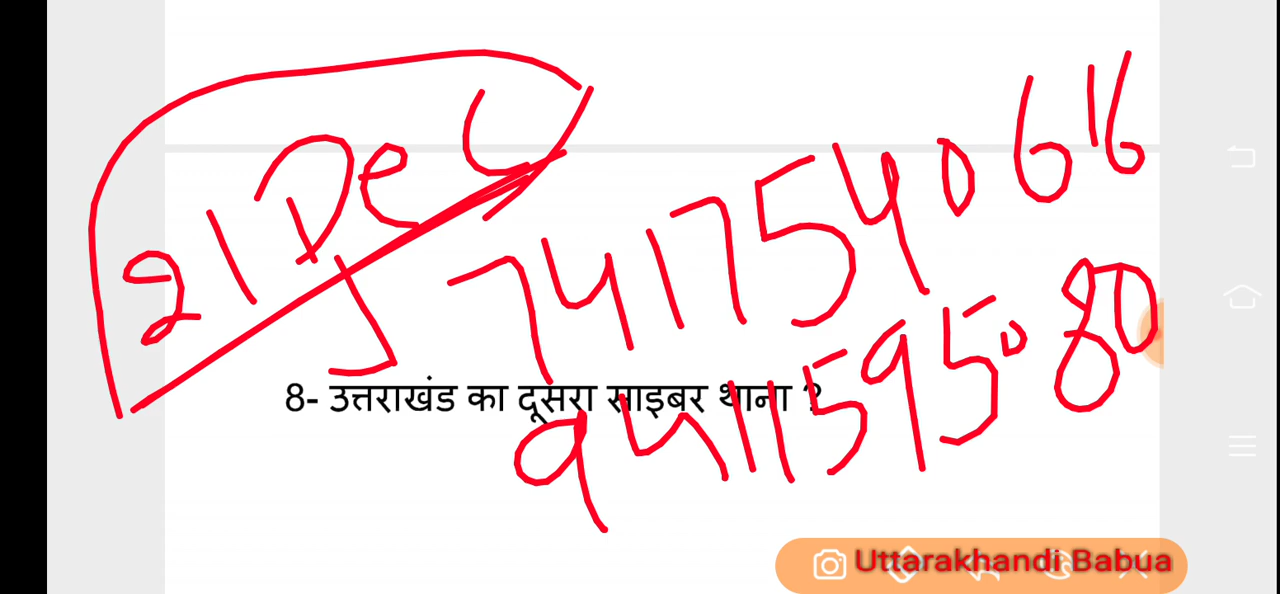 21 Dec
7417540616
8- उत्तराखंड का दूसरा साइबर थाना ?
9411595080
Uttarakhandi Babua